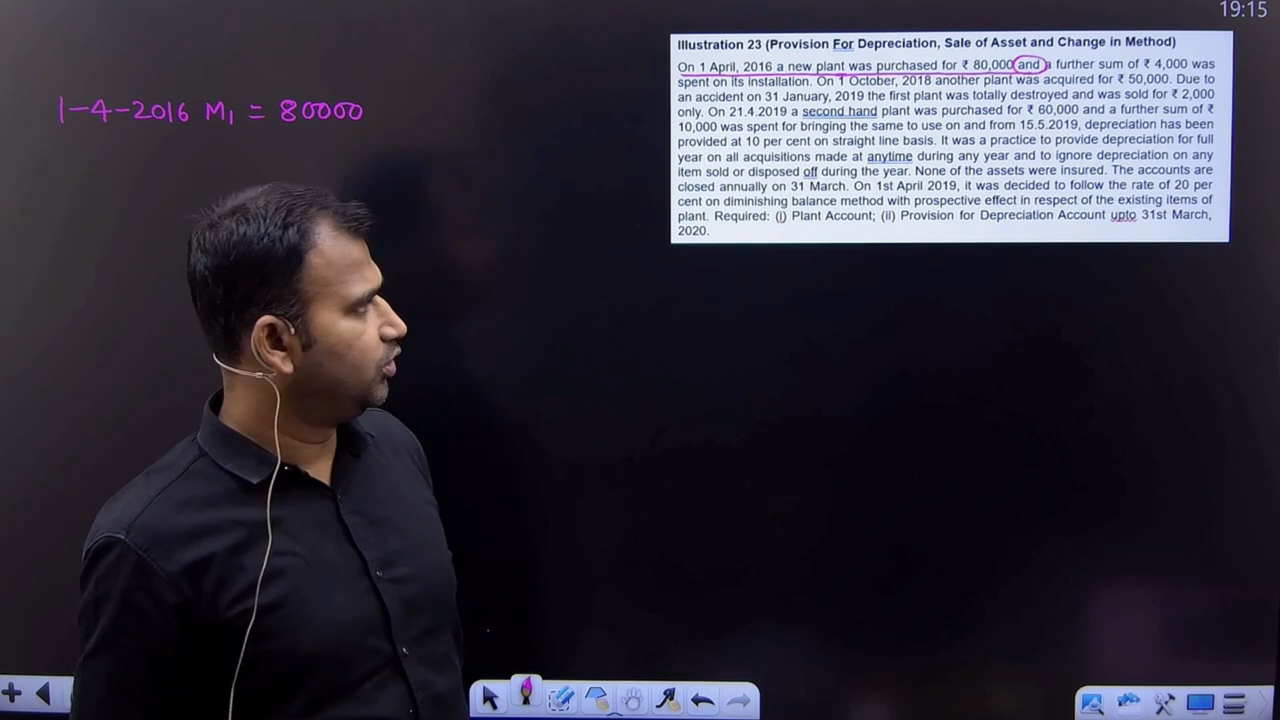 19:15
Illustration 23 (Provision For Depreciation, Sale of Asset and Change in Method)
On 1 April, 2016 a new plant was purchased for ₹ 80,000 and a further sum of ₹ 4,000 was
spent on its installation. On 1 October, 2018 another plant was acquired for ₹ 50,000. Due to
an accident on 31 January, 2019 the first plant was totally destroyed and was sold for ₹ 2,000
only. On 21.4.2019 a second hand plant was purchased for ₹ 60,000 and a further sum of ₹
10,000 was spent for bringing the same to use on and from 15.5.2019, depreciation has been
provided at 10 per cent on straight line basis. It was a practice to provide depreciation for full
year on all acquisitions made at anytime during any year and to ignore depreciation on any
item sold or disposed off during the year. None of the assets were insured. The accounts are
closed annually on 31 March. On 1st April 2019, it was decided to follow the rate of 20 per
cent on diminishing balance method with prospective effect in respect of the existing items of
plant. Required: (i) Plant Account; (ii) Provision for Depreciation Account upto 31st March,
2020.
1-4-2016 M₁ = 80000